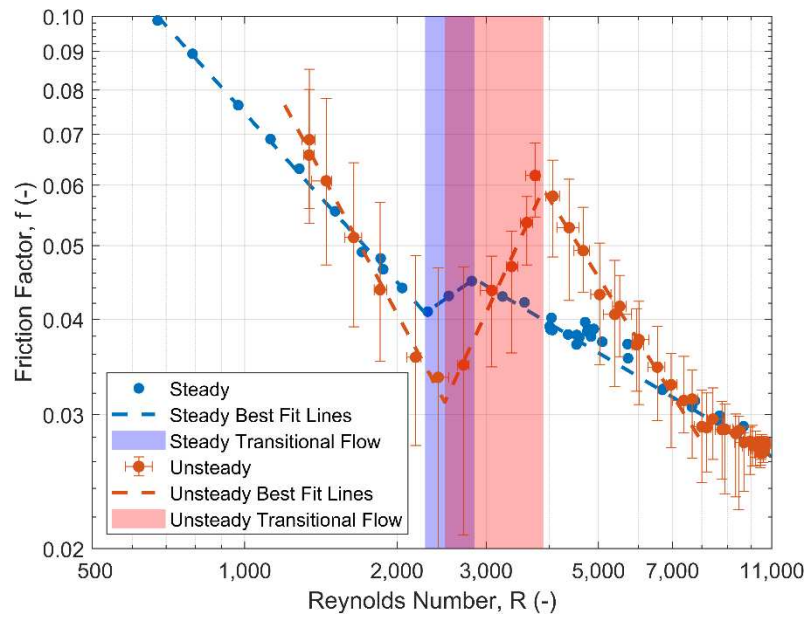 0.10
0.09
0.08
0.07
0.06
0.05
0.04
0.03
0.02
Friction Factor, f (-)
Steady
Steady Best Fit Lines
Steady Transitional Flow
Unsteady
Unsteady Best Fit Lines
Unsteady Transitional Flow
500
1,000
2,000
3,000
5,000
7,000
11,000
Reynolds Number, R (-)